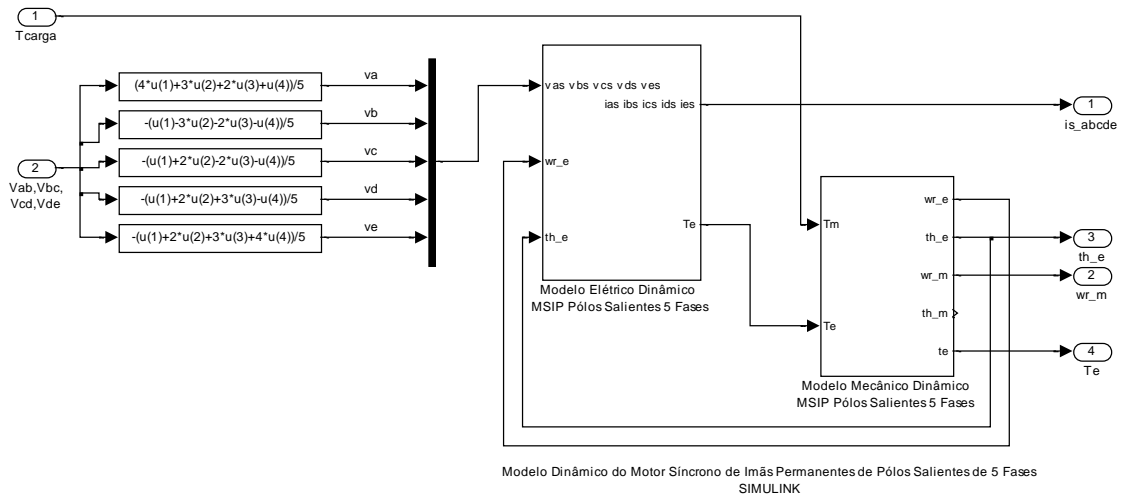 1
Tcarga
(4*u(1)+3*u(2)+2*u(3)+u(4))/5
va
-(u(1)-3*u(2)-2*u(3)-u(4))/5
vb
-(u(1)+2*u(2)-2*u(3)-u(4))/5
vc
-(u(1)+2*u(2)+3*u(3)-u(4))/5
vd
-(u(1)+2*u(2)+3*u(3)+4*u(4))/5
ve
2
Vab,Vbc,
Vcd,Vde
vas vbs vcs vds ves
ias ibs ics ids ies
wr_e
th_e
Te
Modelo Elétrico Dinâmico
MSIP Pólos Salientes 5 Fases
Tm
Te
wr_e
th_e
wr_m
th_m
te
Modelo Mecânico Dinâmico
MSIP Pólos Salientes 5 Fases
1
is_abcde
3
th_e
2
wr_m
4
Te
Modelo Dinâmico do Motor Síncrono de Imãs Permanentes de Pólos Salientes de 5 Fases
SIMULINK